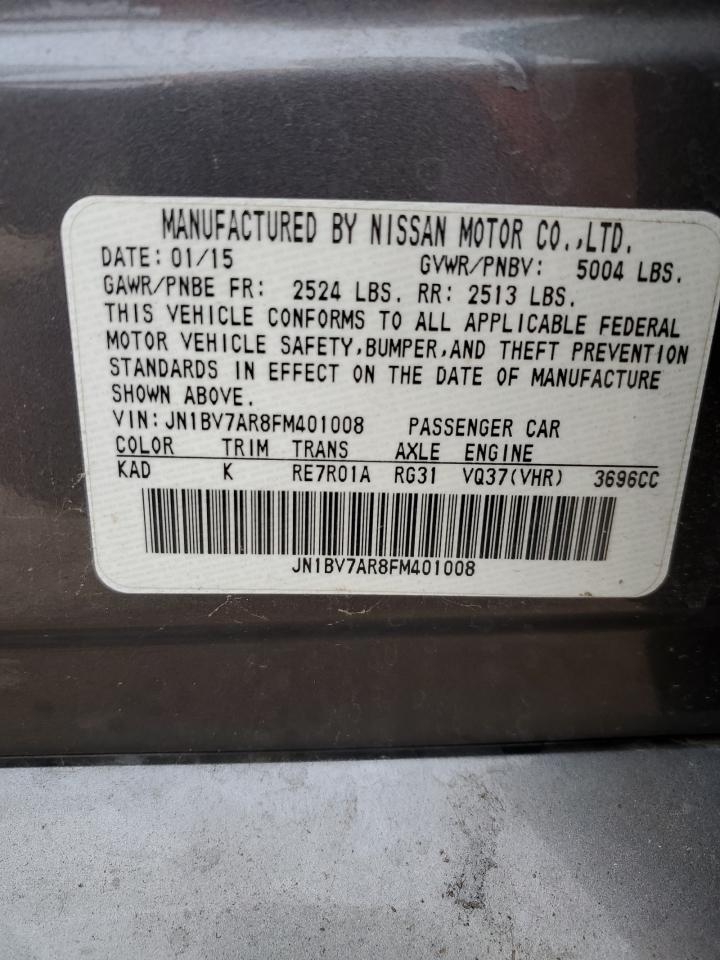 MANUFACTURED BY NISSAN MOTOR CO.,LTD.
DATE: 01/15 GVWR/PNBV: 5004 LBS.
GAWR/PNBE FR: 2524 LBS. RR: 2513 LBS.
THIS VEHICLE CONFORMS TO ALL APPLICABLE FEDERAL
MOTOR VEHICLE SAFETY,BUMPER,AND THEFT PREVENTION
STANDARDS IN EFFECT ON THE DATE OF MANUFACTURE
SHOWN ABOVE.
VIN:JN1BV7AR8FM401008 PASSENGER CAR
COLOR TRIM TRANS AXLE ENGINE
KAD K RE7R01A RG31 VQ37(VHR) 3696CC
JN1BV7AR8FM401008